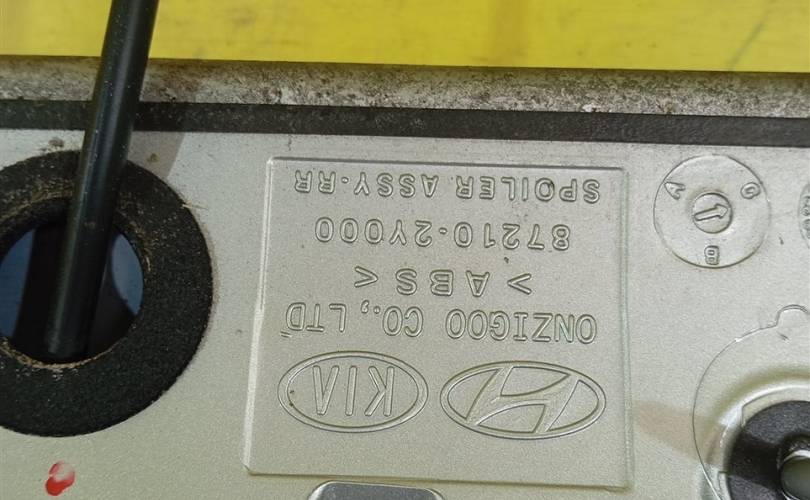 KIA
ONZIGOO CO., LTD
> ABS <
87210-2Y000
SPOILER ASSY-RR
A
B
C